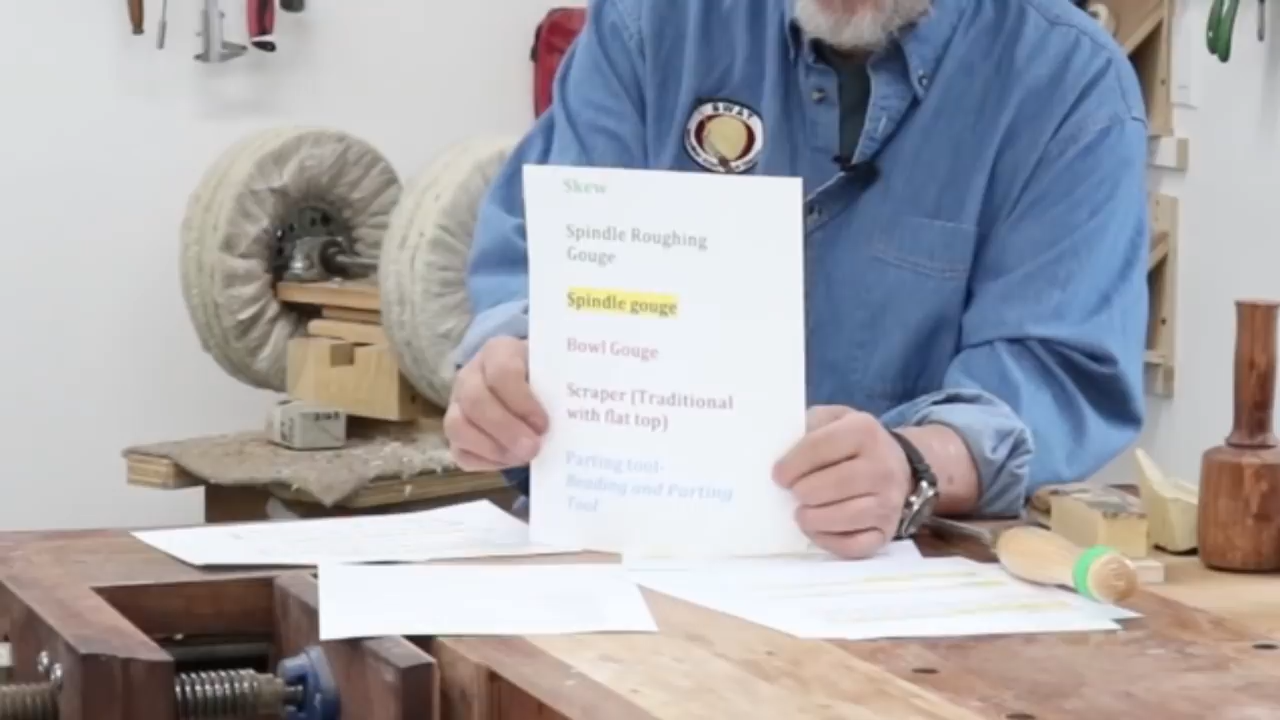 SWAT
Skew
Spindle Roughing
Gouge
Spindle gouge
Bowl Gouge
Scraper (Traditional
with flat top)
Parting tool-
Beading and Parting
Tool